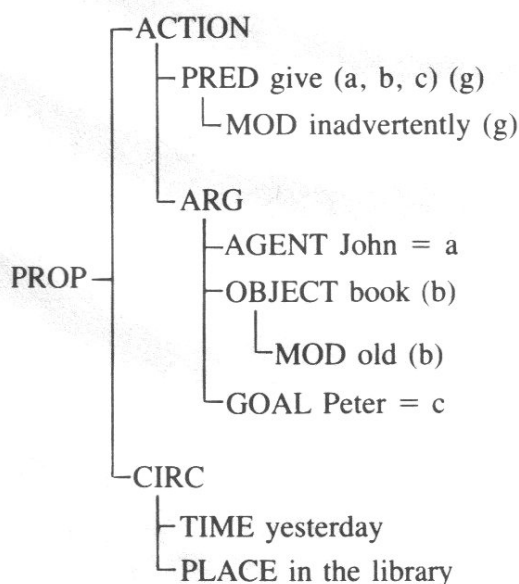 ACTION
PRED give (a, b, c) (g)
MOD inadvertently (g)
ARG
AGENT John = a
PROP
OBJECT book (b)
MOD old (b)
GOAL Peter = c
CIRC
TIME yesterday
PLACE in the library